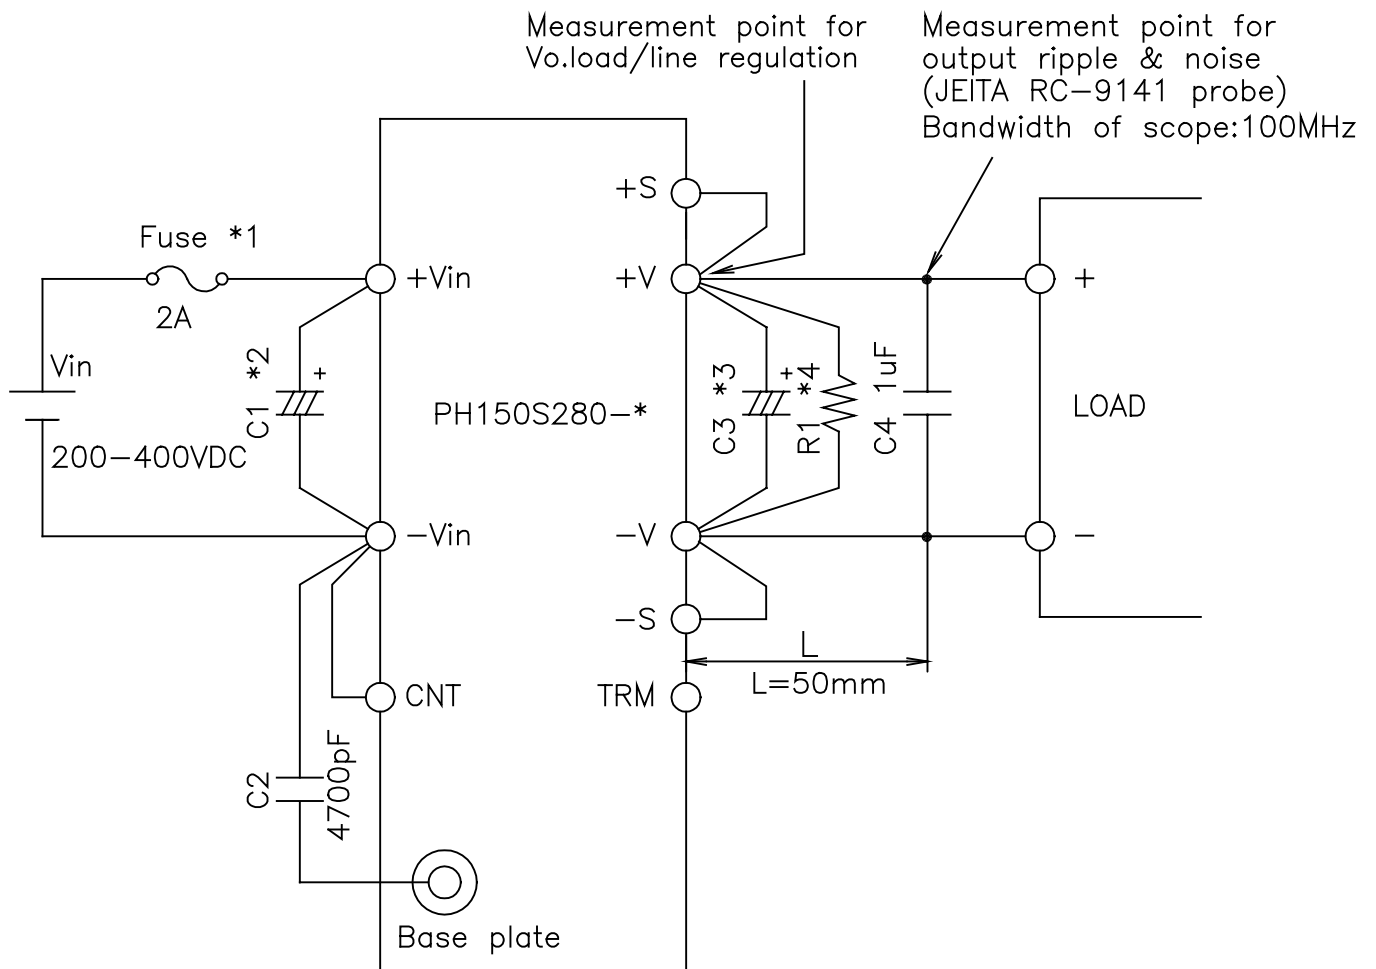 Measurement point for
Vo.load/line regulation
Measurement point for
output ripple & noise
(JEITA RC-9141 probe)
Bandwidth of scope:100MHz
+S
Fuse *1
2A
+Vin
+V
+
Vin
200-400VDC
C1 *2
+
PH150S280-*
C3 *3
+
R1 *4
C4 1uF
LOAD
-Vin
-V
-
-S
L
L=50mm
CNT
TRM
C2
4700pF
Base plate